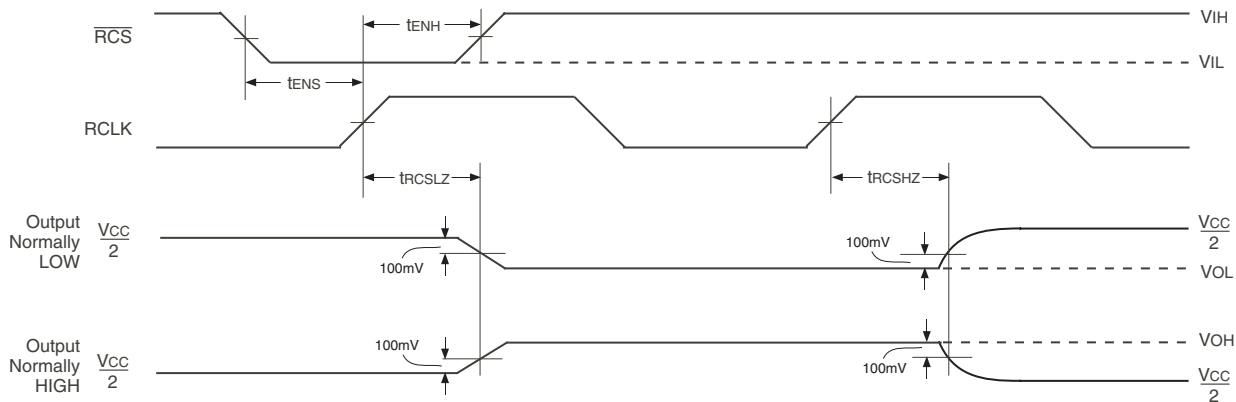 RCS
tENH
VIH
VIL
tENS
RCLK
tRCSLZ
tRCSHZ
Output
Normally
LOW
VCC
2
100mV
100mV
VCC
2
VOL
Output
Normally
HIGH
VCC
2
100mV
100mV
VOH
VCC
2